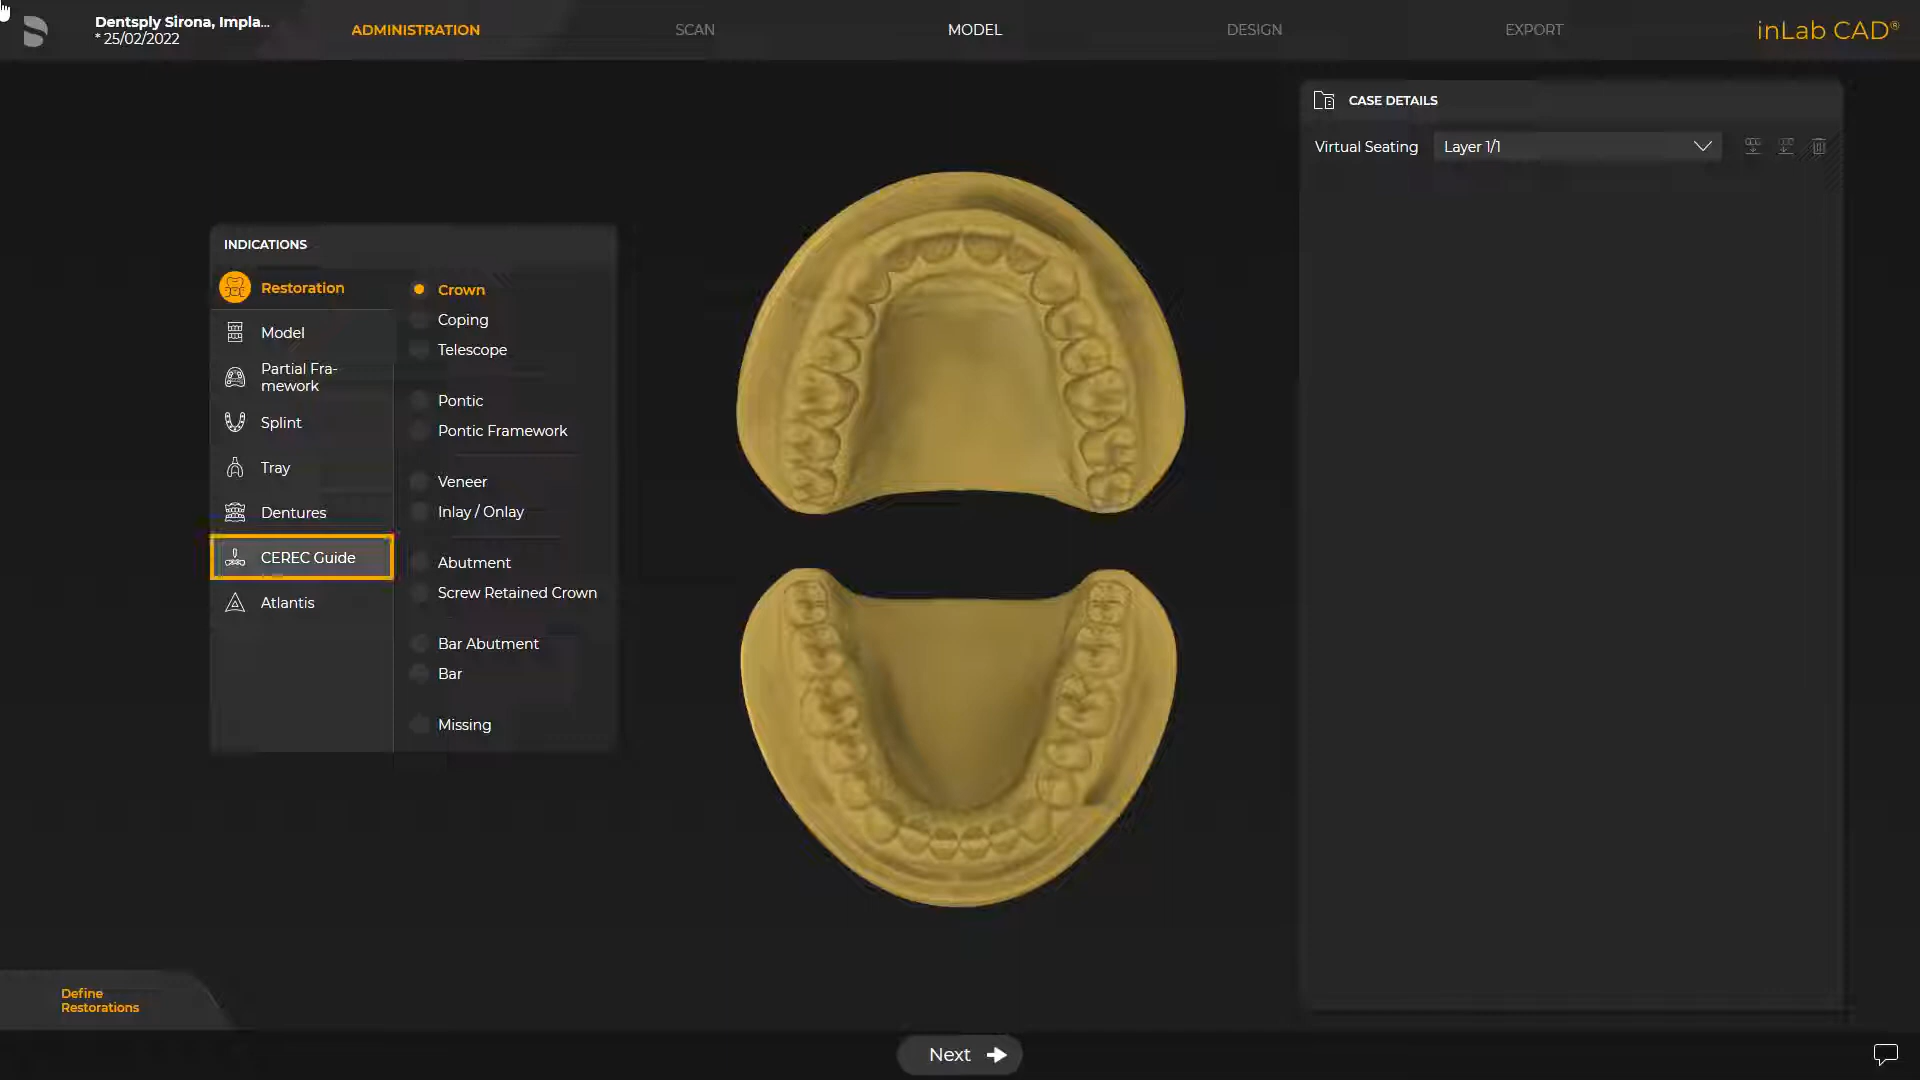 Dentsply Sirona, Impla...
* 25/02/2022
ADMINISTRATION
SCAN
MODEL
DESIGN
EXPORT
inLab CAD®
CASE DETAILS
Virtual Seating
Layer 1/1
INDICATIONS
Restoration
Model
Partial Fra-
mework
Splint
Tray
Dentures
CEREC Guide
Atlantis
Crown
Coping
Telescope
Pontic
Pontic Framework
Veneer
Inlay / Onlay
Abutment
Screw Retained Crown
Bar Abutment
Bar
Missing
Define
Restorations
Next